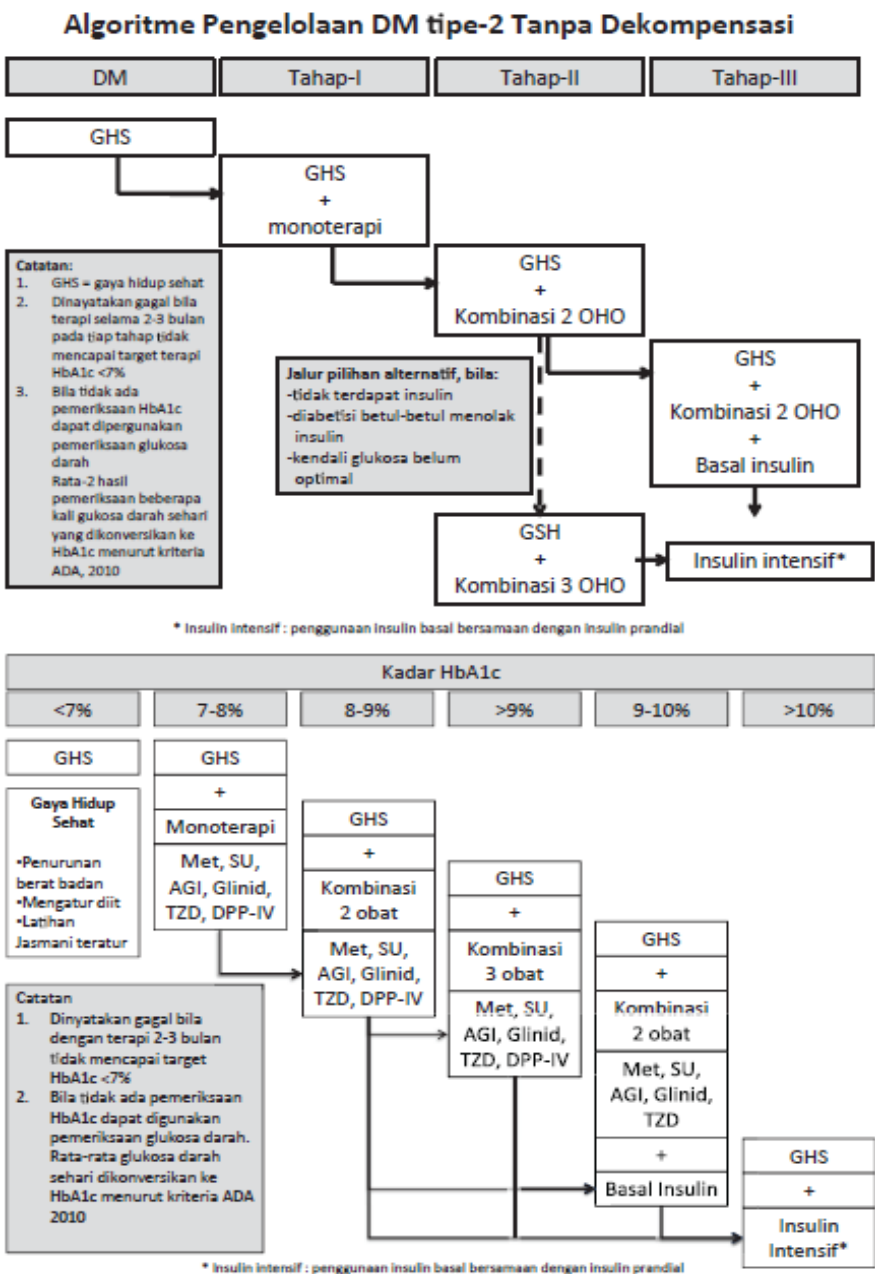 Algoritme Pengelolaan DM tipe-2 Tanpa Dekompensasi
DM
Tahap-I
Tahap-II
Tahap-III
GHS
GHS
+
monoterapi
GHS
+
Kombinasi 2 OHO
GHS
+
Kombinasi 2 OHO
+
Basal insulin
Catatan:
1. GHS = gaya hidup sehat
2. Dinyatakan gagal bila
terapi selama 2-3 bulan
pada tiap tahap tidak
mencapai target terapi
HbA1c <7%
3. Bila tidak ada
pemeriksaan HbA1c
dapat dipergunakan
pemeriksaan glukosa
darah
Rata-2 hasil
pemeriksaan beberapa
kali gukosa darah sehari
yang dikonversikan ke
HbA1c menurut kriteria
ADA, 2010
Jalur pilihan alternatif, bila:
-tidak terdapat insulin
-diabetisi betul-betul menolak
insulin
-kendali glukosa belum
optimal
GSH
+
Kombinasi 3 OHO
Insulin intensif*
* Insulin intensif : penggunaan insulin basal bersamaan dengan insulin prandial
Kadar HbA1c
<7%
7-8%
8-9%
>9%
9-10%
>10%
GHS
Gaya Hidup
Sehat
•Penurunan
berat badan
•Mengatur diit
•Latihan
Jasmani teratur
GHS
+
Monoterapi
Met, SU,
AGI, Glinid,
TZD, DPP-IV
GHS
+
Kombinasi
2 obat
Met, SU,
AGI, Glinid,
TZD, DPP-IV
GHS
+
Kombinasi
3 obat
Met, SU,
AGI, Glinid,
TZD, DPP-IV
GHS
+
Kombinasi
2 obat
Met, SU,
AGI, Glinid,
TZD
+
Basal Insulin
GHS
+
Insulin
Intensif*
Catatan
1. Dinyatakan gagal bila
dengan terapi 2-3 bulan
tidak mencapai target
HbA1c <7%
2. Bila tidak ada pemeriksaan
HbA1c dapat digunakan
pemeriksaan glukosa darah.
Rata-rata glukosa darah
sehari dikonversikan ke
HbA1c menurut kriteria ADA
2010
* Insulin intensif : penggunaan insulin basal bersamaan dengan insulin prandial